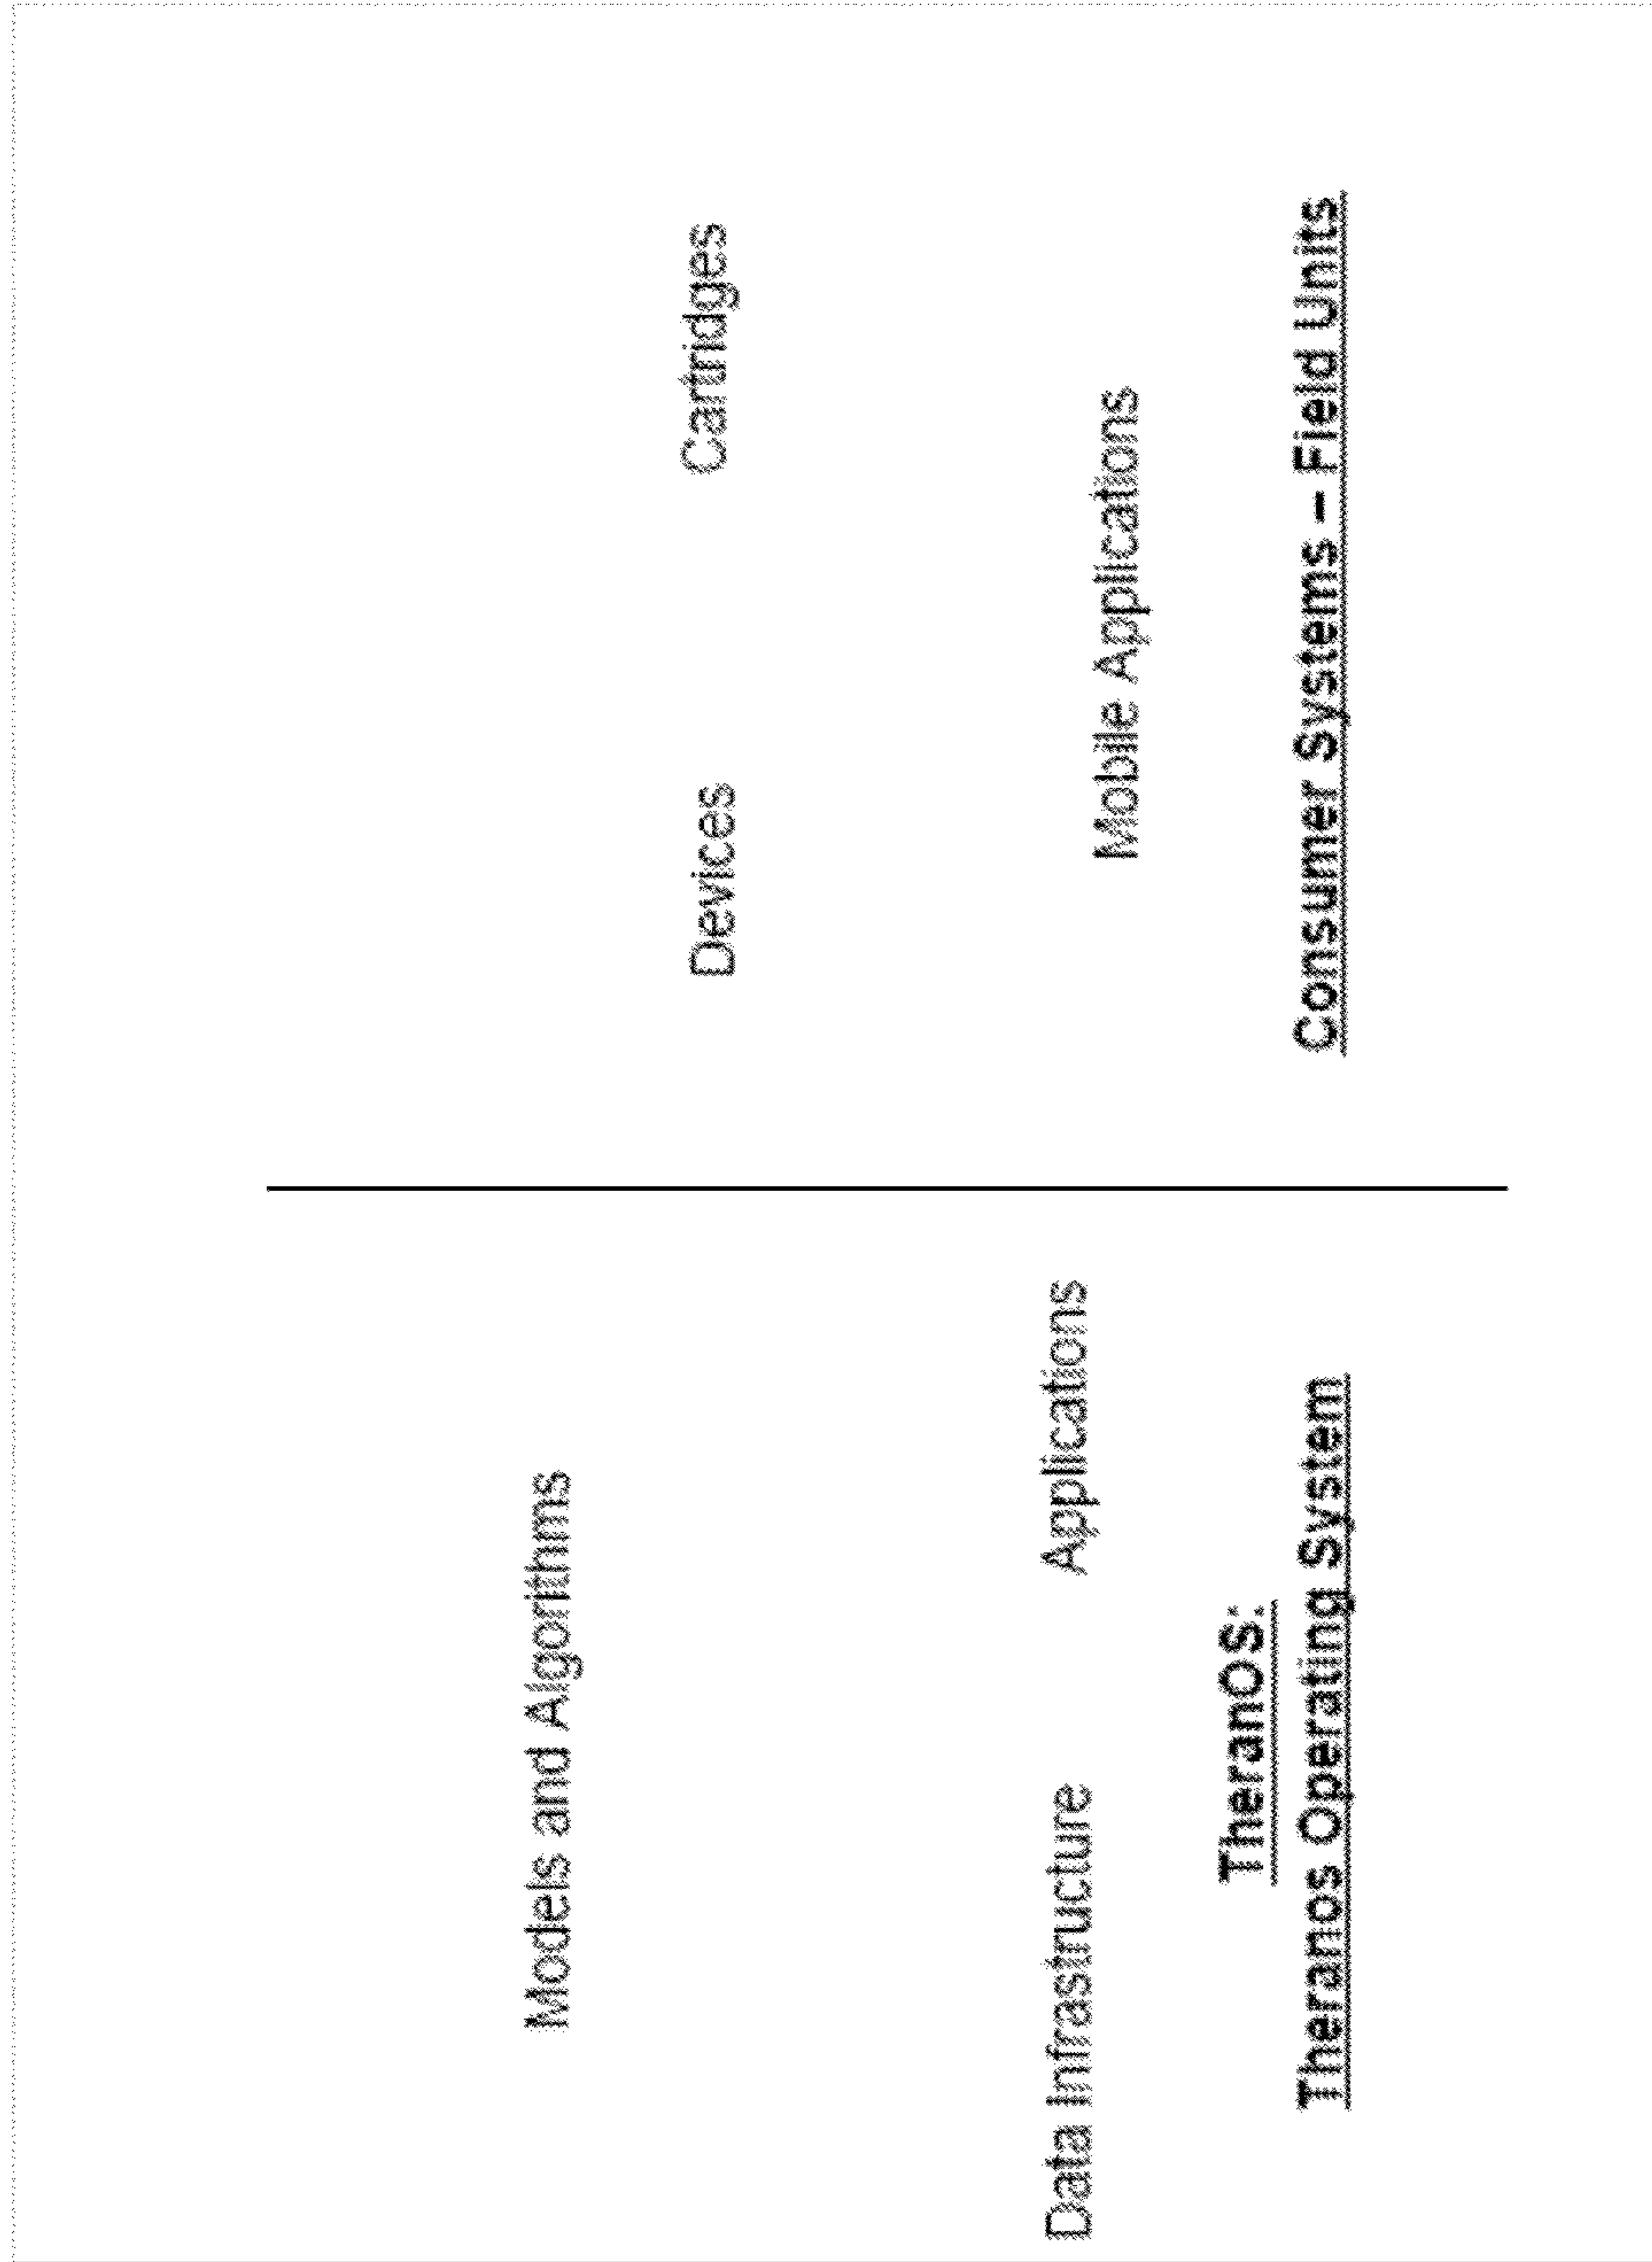 Models and Algorithms
Data Infrastructure
Applications
TheranOS:
Theranos Operating System
Devices
Cartridges
Mobile Applications
Consumer Systems – Field Units